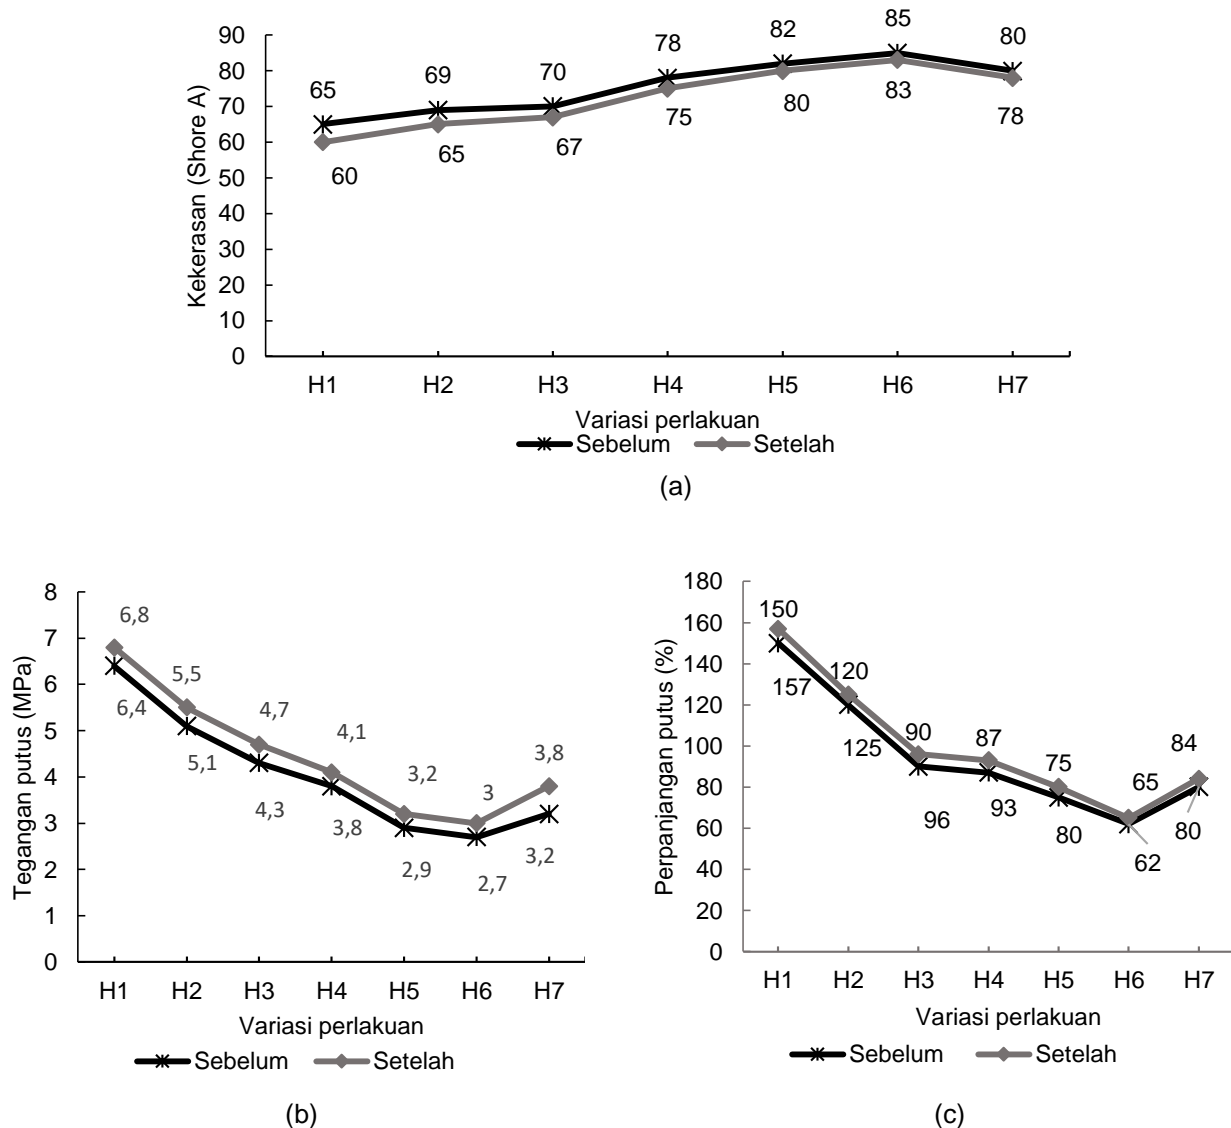 90
80
70
60
50
40
30
20
10
0
Kekerasan (Shore A)
65 69 70 78 82 85 80
60 65 67 75 80 83 78
H1 H2 H3 H4 H5 H6 H7
Variasi perlakuan
Sebelum Setelah
(a)
8
7
6
5
4
3
2
1
0
Tegangan putus (MPa)
6,8 5,5 4,7 4,1 3,2 3 3,8
6,4 5,1 4,3 3,8 2,9 2,7 3,2
H1 H2 H3 H4 H5 H6 H7
Variasi perlakuan
Sebelum Setelah
(b)
180
160
140
120
100
80
60
40
20
0
Perpanjangan putus (%)
150 120 90 87 75 65 84
157 125 96 93 80 62 80
H1 H2 H3 H4 H5 H6 H7
Variasi perlakuan
Sebelum Setelah
(c)